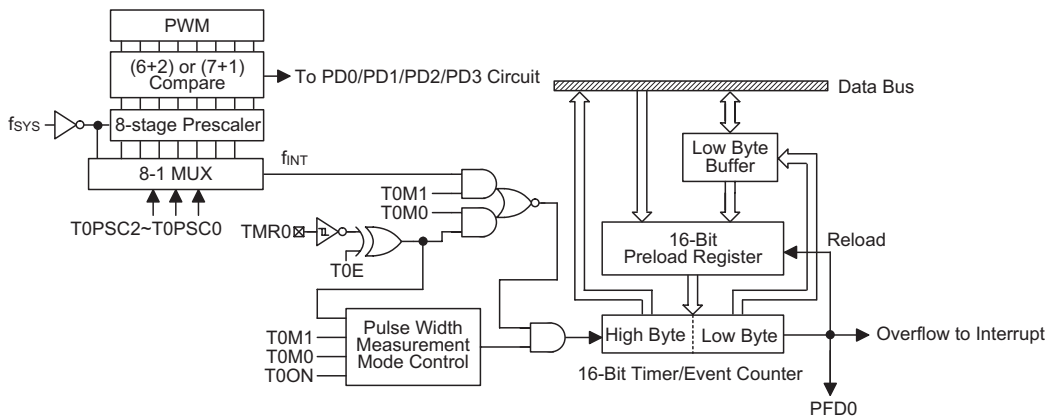 PWM
(6+2) or (7+1)
Compare
To PD0/PD1/PD2/PD3 Circuit
fSYS
8-stage Prescaler
8-1 MUX
fINT
T0PSC2~T0PSC0
T0M1
T0M0
TMR0
T0E
T0M1
T0M0
T0ON
Pulse Width
Measurement
Mode Control
Data Bus
Low Byte
Buffer
16-Bit
Preload Register
Reload
High Byte
Low Byte
Overflow to Interrupt
16-Bit Timer/Event Counter
PFD0